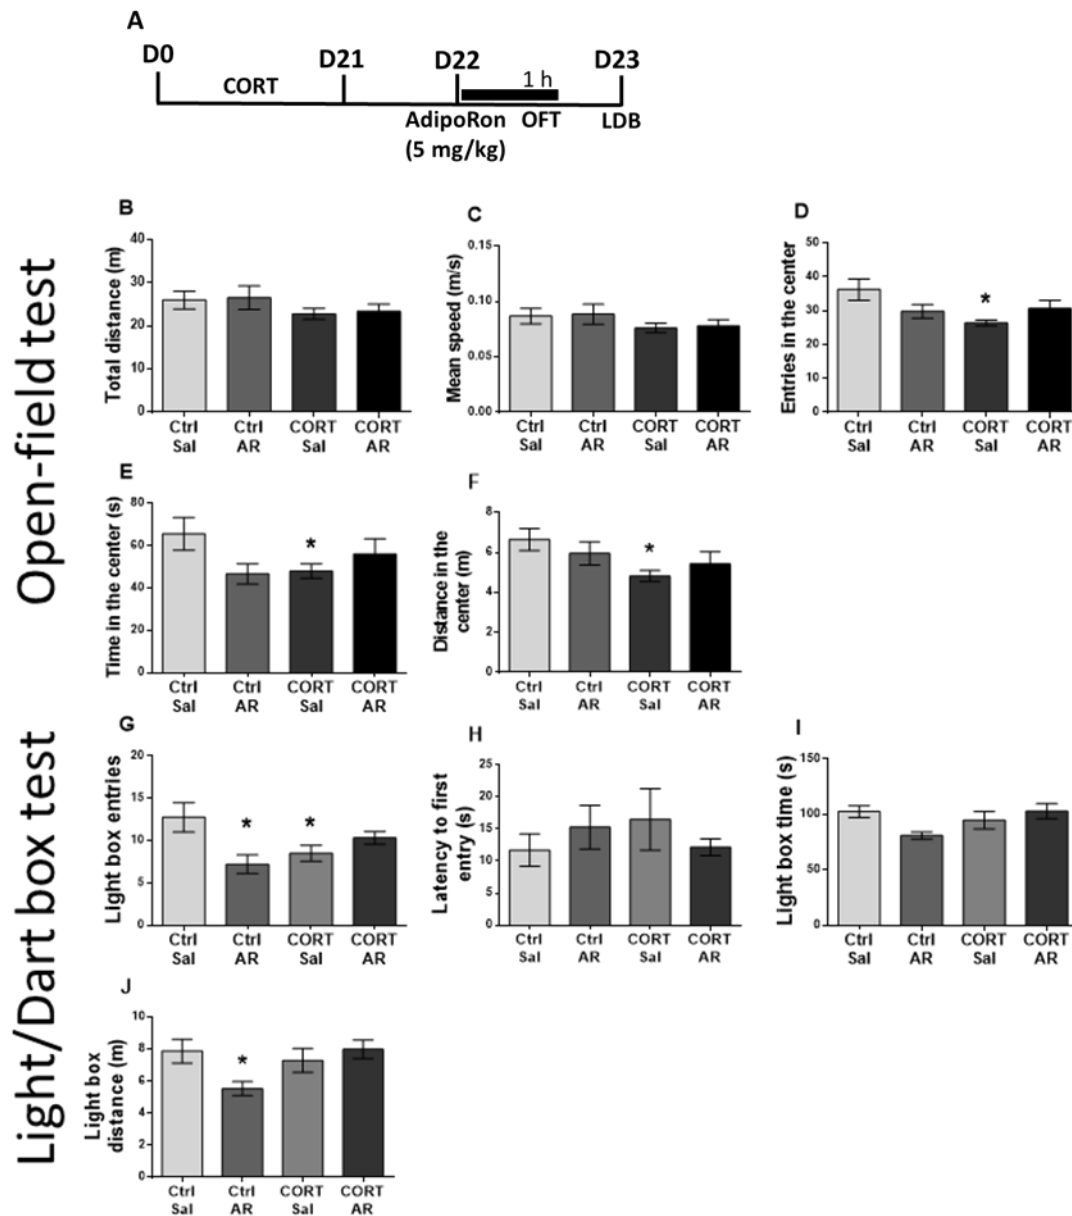 A
D0
D21
D22
D23
CORT
1 h
AdipoRon
OFT
LDB
(5 mg/kg)
Open-field test
B
Total distance (m)
40
30
20
10
0
Ctrl Ctrl CORT CORT
Sal AR Sal AR
C
Mean speed (m/s)
0.15
0.10
0.05
0.00
Ctrl Ctrl CORT CORT
Sal AR Sal AR
D
Entries in the center
50
40
30
20
10
0
*
Ctrl Ctrl CORT CORT
Sal AR Sal AR
E
Time in the center (s)
80
60
40
20
0
*
Ctrl Ctrl CORT CORT
Sal AR Sal AR
F
Distance in the
center (m)
8
6
4
2
0
*
Ctrl Ctrl CORT CORT
Sal AR Sal AR
Light/Dart box test
G
Light box entries
20
15
10
5
0
* *
Ctrl Ctrl CORT CORT
Sal AR Sal AR
H
Latency to first
entry (s)
25
20
15
10
5
0
Ctrl Ctrl CORT CORT
Sal AR Sal AR
I
Light box time (s)
150
100
50
0
Ctrl Ctrl CORT CORT
Sal AR Sal AR
J
Light box
distance (m)
10
8
6
4
2
0
*
Ctrl Ctrl CORT CORT
Sal AR Sal AR